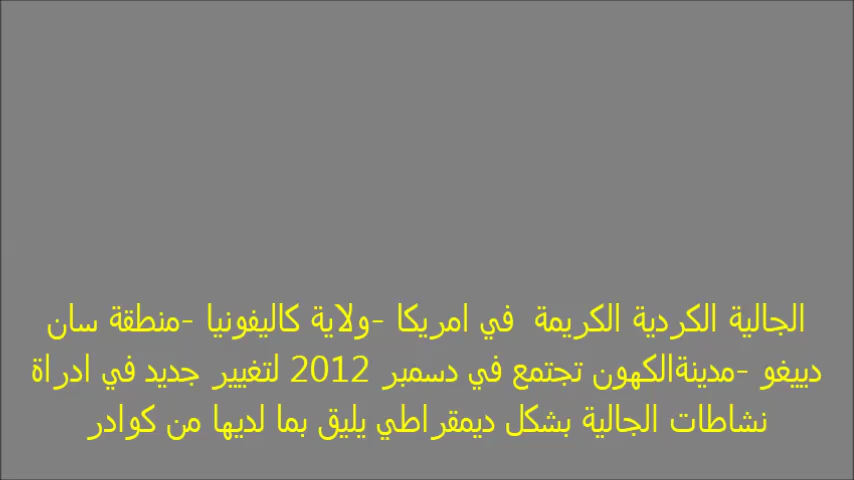 الجالية الكردية الكريمة في امريكا -ولاية كاليفونيا -منطقة سان
دييغو -مدينةالكهون تجتمع في دسمبر 2012 لتغيير جديد في ادراة
نشاطات الجالية بشكل ديمقراطي يليق بما لديها من كوادر